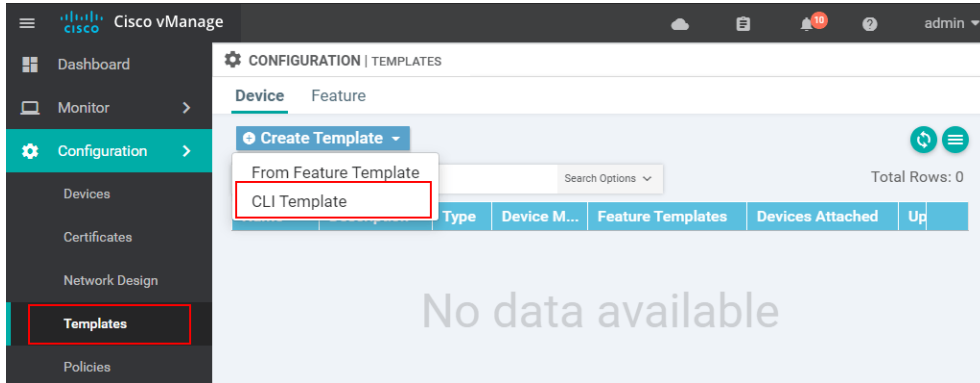 CISCO
Cisco vManage
10
admin
Dashboard
CONFIGURATION | TEMPLATES
Monitor
Device
Feature
Create Template
Configuration
From Feature Template
Search Options
Total Rows: 0
CLI Template
Devices
Type
Device M...
Feature Templates
Devices Attached
Up
Certificates
Network Design
No data available
Templates
Policies